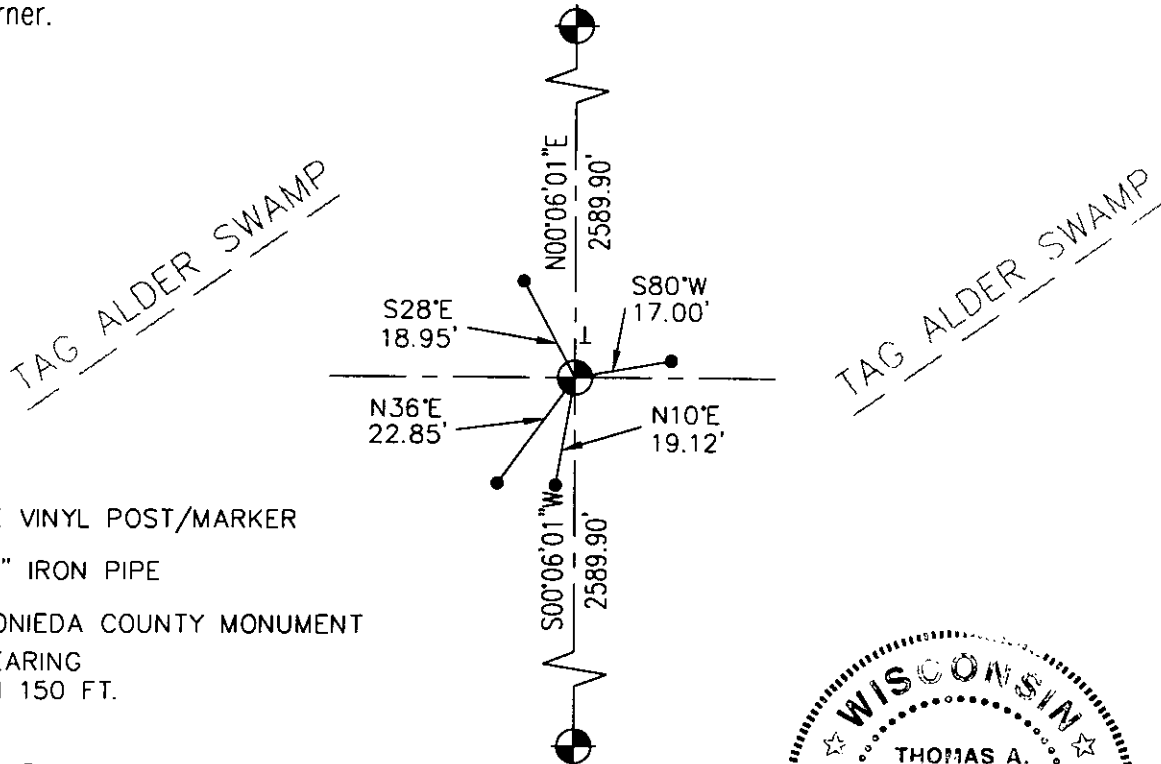 rner.
N00°06'01"E
2589.90'
TAG ALDER SWAMP
TAG ALDER SWAMP
S28°E
18.95'
S80°W
17.00'
N36°E
22.85'
N10°E
19.12'
S00°06'01"W
2589.90'
VINYL POST/MARKER
" IRON PIPE
ONIEDA COUNTY MONUMENT
EARING
150 FT.
WISCONSIN
THOMAS A.